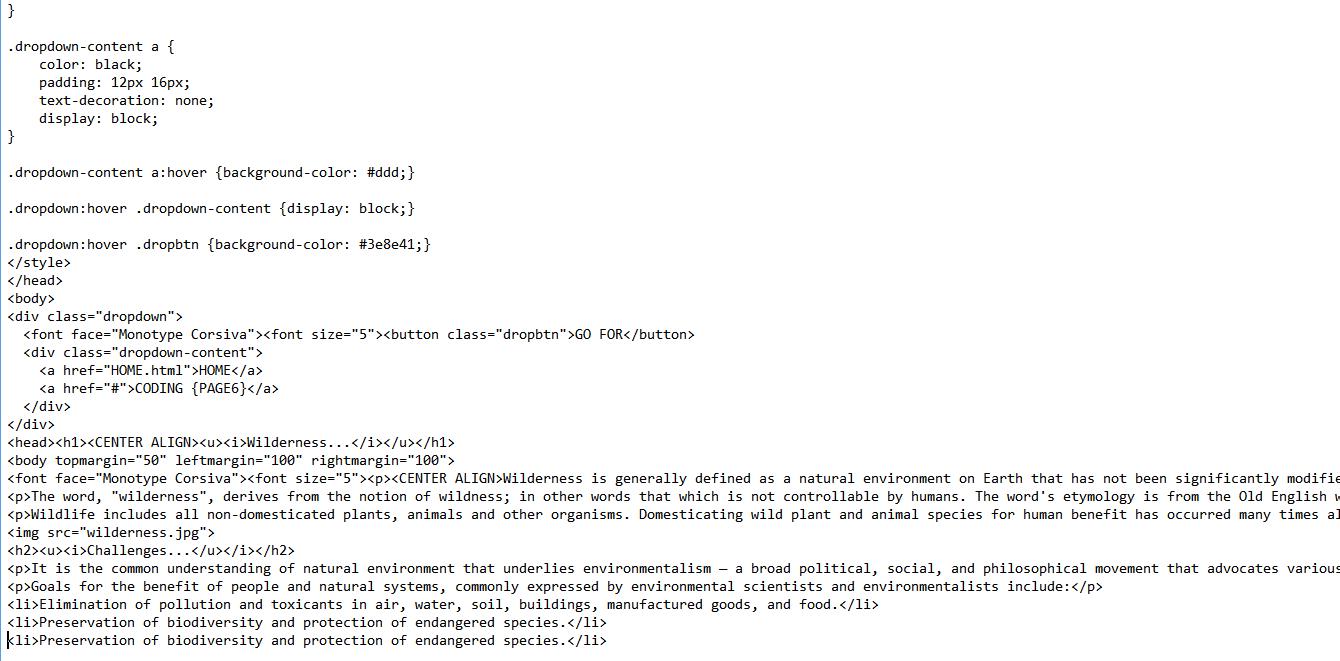 }

.dropdown-content a {
    color: black;
    padding: 12px 16px;
    text-decoration: none;
    display: block;
}

.dropdown-content a:hover {background-color: #ddd;}

.dropdown:hover .dropdown-content {display: block;}

.dropdown:hover .dropbtn {background-color: #3e8e41;}
</style>
</head>
<body>
<div class="dropdown">
  <font face="Monotype Corsiva"><font size="5"><button class="dropbtn">GO FOR</button>
  <div class="dropdown-content">
    <a href="HOME.html">HOME</a>
    <a href="#">CODING {PAGE6}</a>
  </div>
</div>
<head><h1><CENTER ALIGN><u><i>Wilderness...</i></u></h1>
<body topmargin="50" leftmargin="100" rightmargin="100">
<font face="Monotype Corsiva"><font size="5"><p><CENTER ALIGN>Wilderness is generally defined as a natural environment on Earth that has not been significantly modifie
<p>The word, "wilderness", derives from the notion of wildness; in other words that which is not controllable by humans. The word's etymology is from the Old English
<p>Wildlife includes all non-domesticated plants, animals and other organisms. Domesticating wild plant and animal species for human benefit has occurred many times al
<img src="wilderness.jpg">
<h2><u><i>Challenges...</u></i></h2>
<p>It is the common understanding of natural environment that underlies environmentalism — a broad political, social, and philosophical movement that advocates various
<p>Goals for the benefit of people and natural systems, commonly expressed by environmental scientists and environmentalists include:</p>
<li>Elimination of pollution and toxicants in air, water, soil, buildings, manufactured goods, and food.</li>
<li>Preservation of biodiversity and protection of endangered species.</li>
<li>Preservation of biodiversity and protection of endangered species.</li>